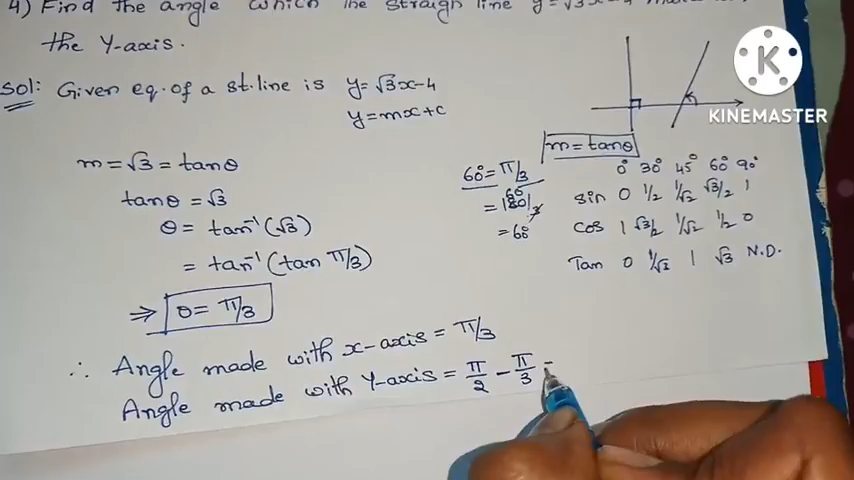 4) Find the angle which the straight line y=√3x-4 makes
the Y-axis.
Sol: Given eq. of a st. line is y=√3x-4
y=mx+c
KINEMASTER
m=√3=tanθ
m=tanθ
tanθ=√3
θ= tan⁻¹(√3)
= tan⁻¹(tan π/3)
⇒ θ= π/3
60°=π/3
= 180/3
= 60°
0° 30° 45° 60° 90°
sin 0 1/2 1/√2 √3/2 1
cos 1 √3/2 1/√2 1/2 0
Tan 0 1/√2 1 √3 N.D.
∴ Angle made with x-axis = π/3
Angle made with Y-axis = π/2 - π/3 =